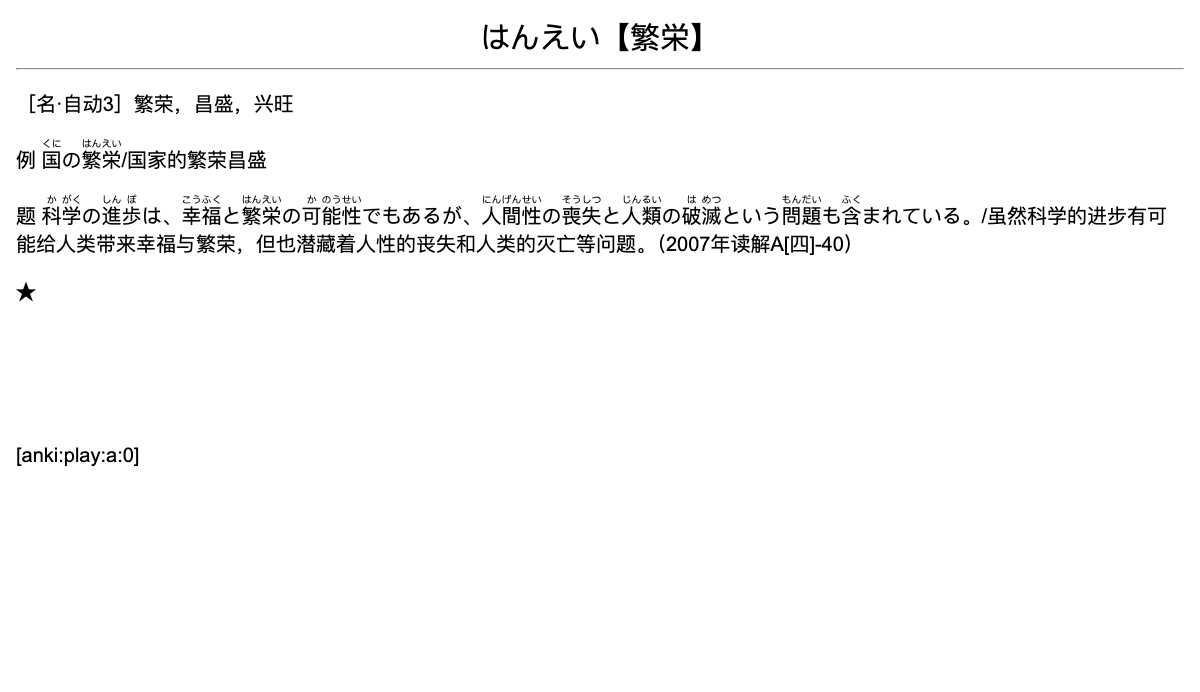 はんえい【繁栄】
［名·自动3］繁荣，昌盛，兴旺
くに はんえい
例 国の繁栄/国家的繁荣昌盛
か がく しん ぽ こうふく はんえい か のうせい にんげんせい そうしつ じんるい は めつ もんだい ふく
题 科学の進歩は、幸福と繁栄の可能性でもあるが、人間性の喪失と人類の破滅という問題も含まれている。/虽然科学的进步有可
能给人类带来幸福与繁荣，但也潜藏着人性的丧失和人类的灭亡等问题。（2007年读解A[四]-40）
★
[anki:play:a:0]